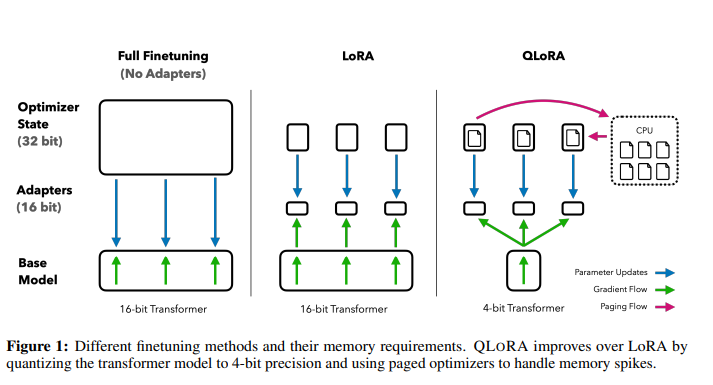 Full Finetuning
(No Adapters)
LoRA
QLoRA
Optimizer
State
(32 bit)
CPU
Adapters
(16 bit)
Base
Model
Parameter Updates
Gradient Flow
Paging Flow
16-bit Transformer
16-bit Transformer
4-bit Transformer
Figure 1: Different finetuning methods and their memory requirements. QLORA improves over LoRA by
quantizing the transformer model to 4-bit precision and using paged optimizers to handle memory spikes.